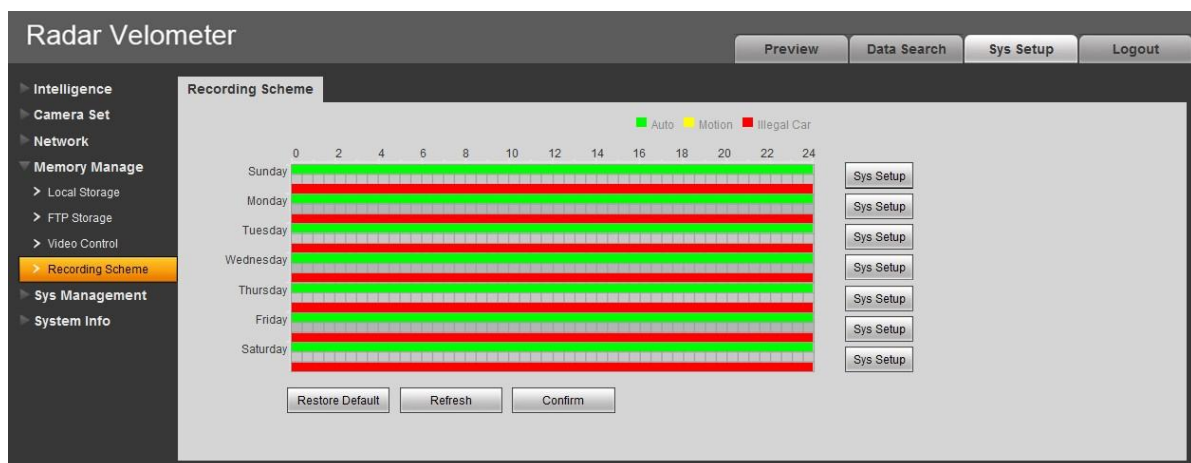 Radar Velometer
Preview Data Search Sys Setup Logout
Intelligence
Camera Set
Network
Memory Manage
> Local Storage
> FTP Storage
> Video Control
> Recording Scheme
Sys Management
System Info
Recording Scheme
Auto Motion Illegal Car
0 2 4 6 8 10 12 14 16 18 20 22 24
Sunday Sys Setup
Monday Sys Setup
Tuesday Sys Setup
Wednesday Sys Setup
Thursday Sys Setup
Friday Sys Setup
Saturday Sys Setup
Restore Default Refresh Confirm